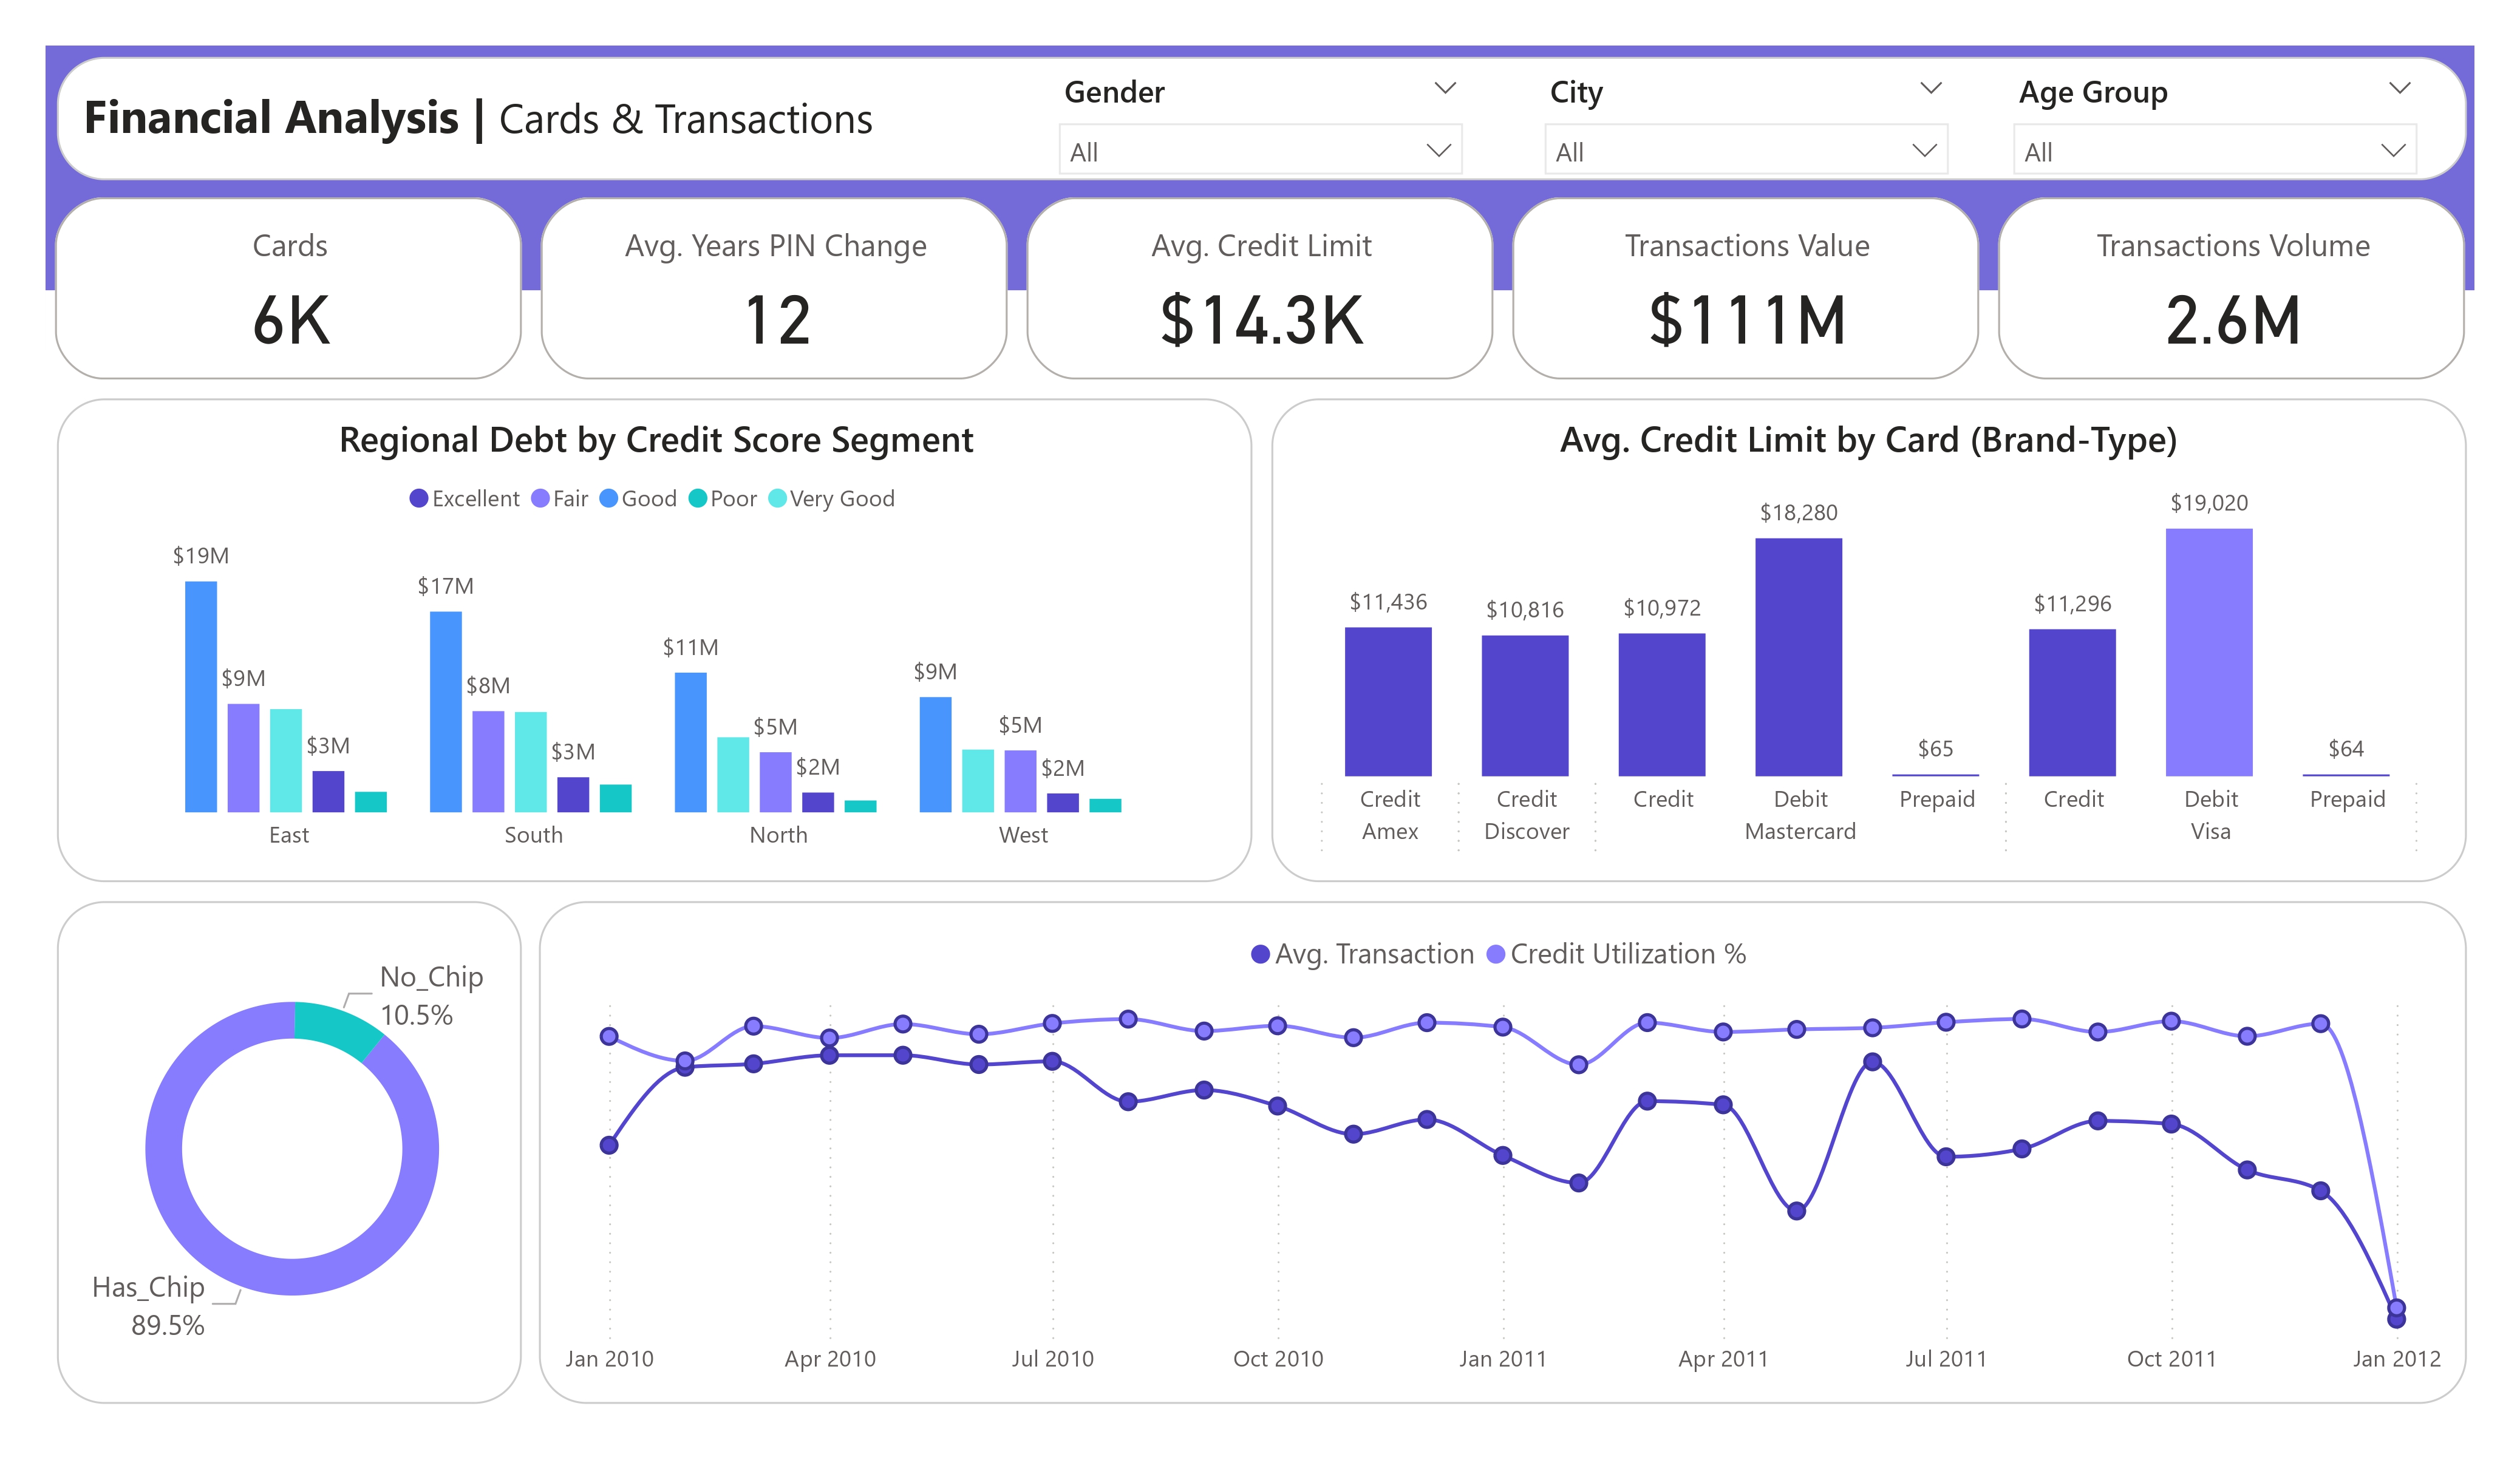 Financial Analysis | Cards & Transactions
Gender
All
City
All
Age Group
All
Cards
6K
Avg. Years PIN Change
12
Avg. Credit Limit
$14.3K
Transactions Value
$111M
Transactions Volume
2.6M
Regional Debt by Credit Score Segment
Excellent Fair Good Poor Very Good
$19M
$9M
$3M
$17M
$8M
$3M
$11M
$5M
$2M
$9M
$5M
$2M
East South North West
Avg. Credit Limit by Card (Brand-Type)
$11,436
$10,816
$10,972
$18,280
$65
$11,296
$19,020
$64
Credit Credit Credit Debit Prepaid Credit Debit Prepaid
Amex Discover Mastercard Visa
No_Chip
10.5%
Has_Chip
89.5%
Avg. Transaction Credit Utilization %
Jan 2010 Apr 2010 Jul 2010 Oct 2010 Jan 2011 Apr 2011 Jul 2011 Oct 2011 Jan 2012